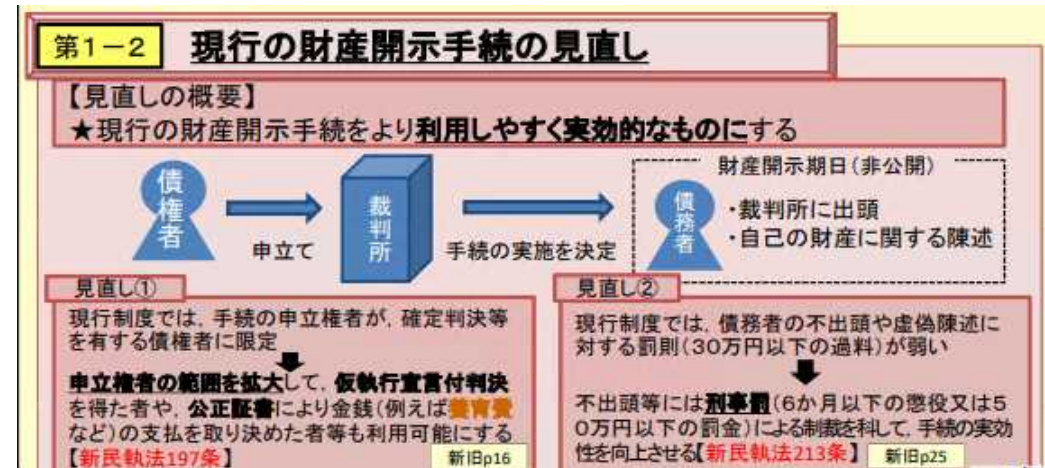 第1-2 現行の財産開示手続の見直し
【見直しの概要】
★現行の財産開示手続をより利用しやすく実効的なものにする
債権者
申立て
裁判所
手続の実施を決定
財産開示期日(非公開)
債務者
・裁判所に出頭
・自己の財産に関する陳述
見直し①
現行制度では,手続の申立権者が,確定判決等
を有する債権者に限定
申立権者の範囲を拡大して,仮執行宣言付判決
を得た者や,公正証書により金銭(例えば養育費
など)の支払を取り決めた者等も利用可能にする
【新民執法197条】
新旧p16
見直し②
現行制度では,債務者の不出頭や虚偽陳述に
対する罰則(30万円以下の過料)が弱い
不出頭等には刑事罰(6か月以下の懲役又は5
0万円以下の罰金)による制裁を科して,手続の実効
性を向上させる【新民執法213条】
新旧p25